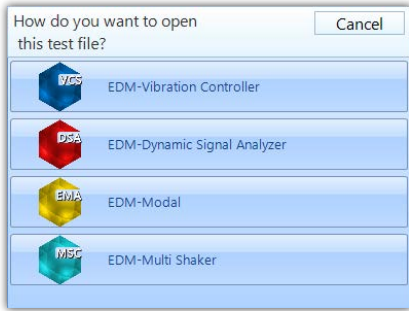 How do you want to open
this test file?
Cancel
VCS
EDM-Vibration Controller
DSA
EDM-Dynamic Signal Analyzer
EMA
EDM-Modal
MSC
EDM-Multi Shaker